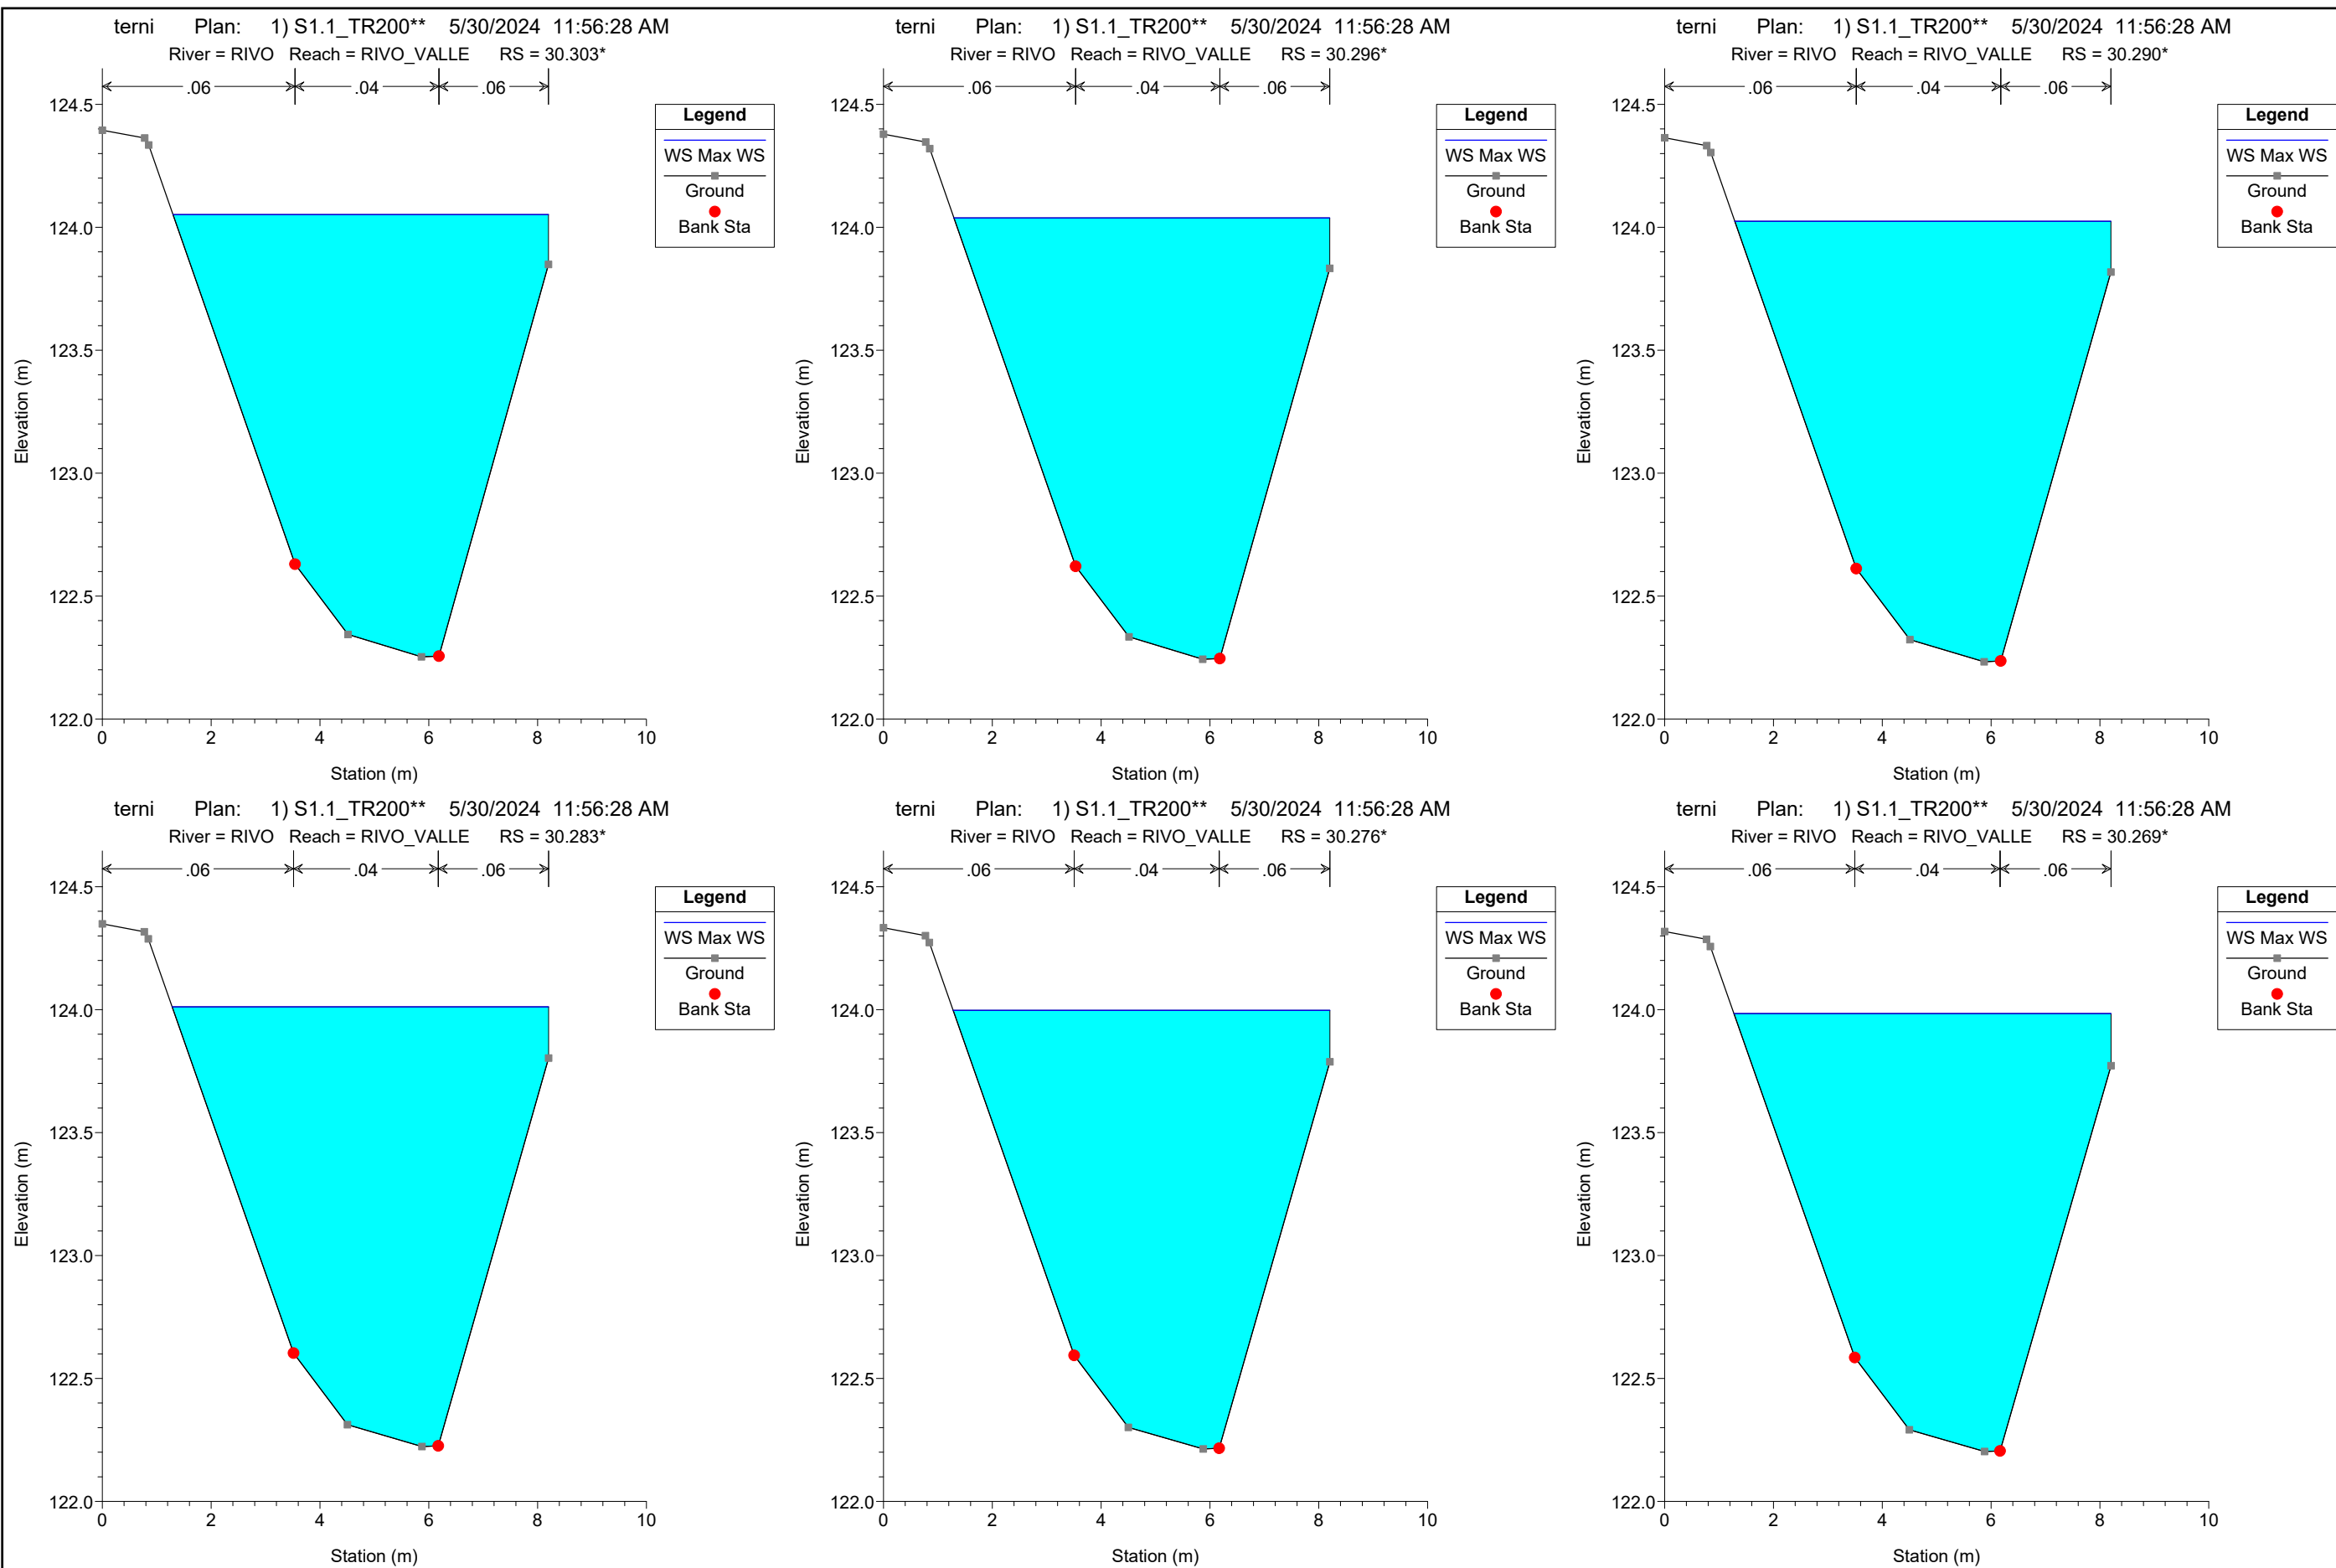 terni Plan: 1) S1.1_TR200** 5/30/2024 11:56:28 AM
River = RIVO Reach = RIVO_VALLE RS = 30.303*
.06 .04 .06
124.5
124.0
123.5
123.0
122.5
122.0
0 2 4 6 8 10
Station (m)
Elevation (m)
Legend
WS Max WS
Ground
Bank Sta
terni Plan: 1) S1.1_TR200** 5/30/2024 11:56:28 AM
River = RIVO Reach = RIVO_VALLE RS = 30.296*
.06 .04 .06
124.5
124.0
123.5
123.0
122.5
122.0
0 2 4 6 8 10
Station (m)
Elevation (m)
Legend
WS Max WS
Ground
Bank Sta
terni Plan: 1) S1.1_TR200** 5/30/2024 11:56:28 AM
River = RIVO Reach = RIVO_VALLE RS = 30.290*
.06 .04 .06
124.5
124.0
123.5
123.0
122.5
122.0
0 2 4 6 8 10
Station (m)
Elevation (m)
Legend
WS Max WS
Ground
Bank Sta
terni Plan: 1) S1.1_TR200** 5/30/2024 11:56:28 AM
River = RIVO Reach = RIVO_VALLE RS = 30.283*
.06 .04 .06
124.5
124.0
123.5
123.0
122.5
122.0
0 2 4 6 8 10
Station (m)
Elevation (m)
Legend
WS Max WS
Ground
Bank Sta
terni Plan: 1) S1.1_TR200** 5/30/2024 11:56:28 AM
River = RIVO Reach = RIVO_VALLE RS = 30.276*
.06 .04 .06
124.5
124.0
123.5
123.0
122.5
122.0
0 2 4 6 8 10
Station (m)
Elevation (m)
Legend
WS Max WS
Ground
Bank Sta
terni Plan: 1) S1.1_TR200** 5/30/2024 11:56:28 AM
River = RIVO Reach = RIVO_VALLE RS = 30.269*
.06 .04 .06
124.5
124.0
123.5
123.0
122.5
122.0
0 2 4 6 8 10
Station (m)
Elevation (m)
Legend
WS Max WS
Ground
Bank Sta